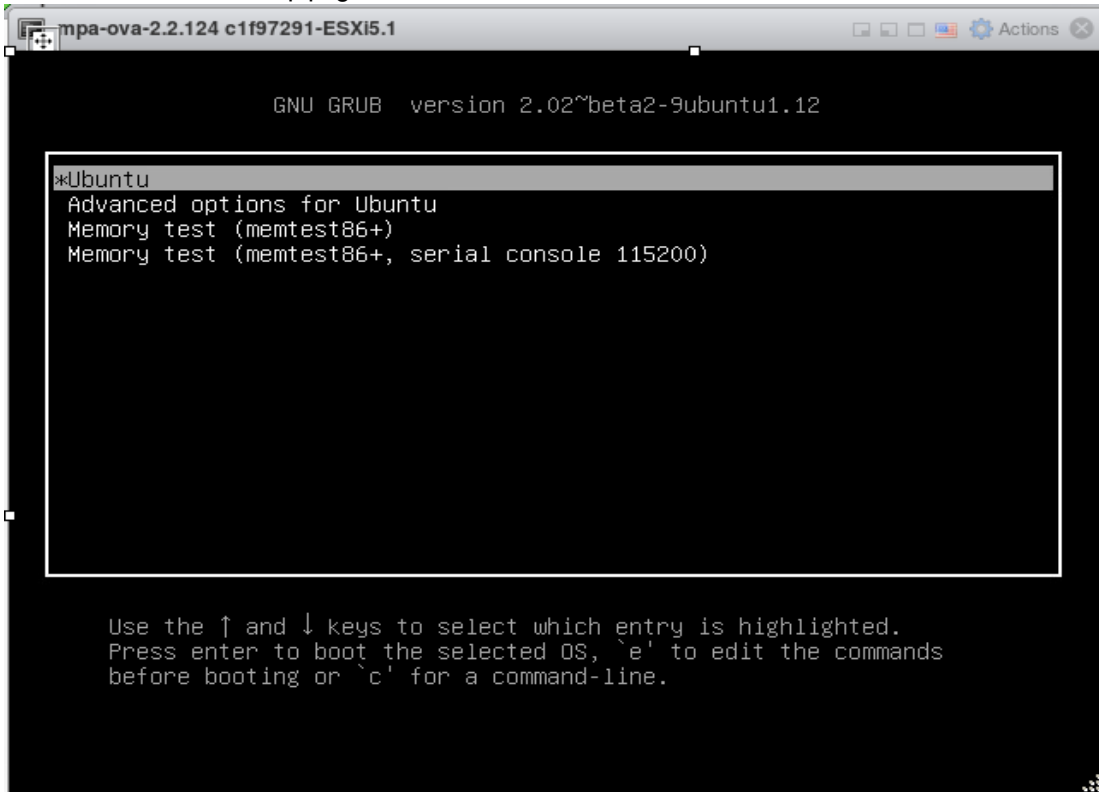 mpa-ova-2.2.124 c1f97291-ESXi5.1
Actions
GNU GRUB version 2.02~beta2-9ubuntu1.12
*Ubuntu
Advanced options for Ubuntu
Memory test (memtest86+)
Memory test (memtest86+, serial console 115200)
Use the ↑ and ↓ keys to select which entry is highlighted.
Press enter to boot the selected OS, `e' to edit the commands
before booting or `c' for a command-line.